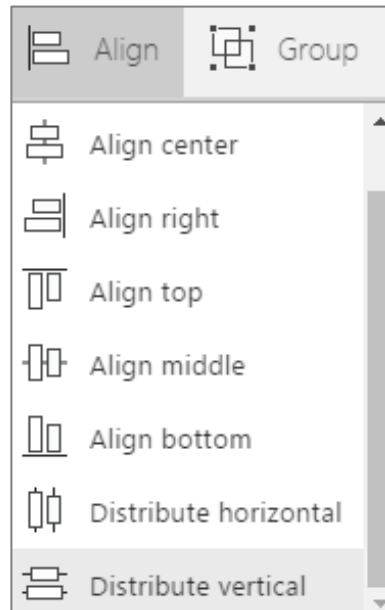 Align Group
Align center
Align right
Align top
Align middle
Align bottom
Distribute horizontal
Distribute vertical